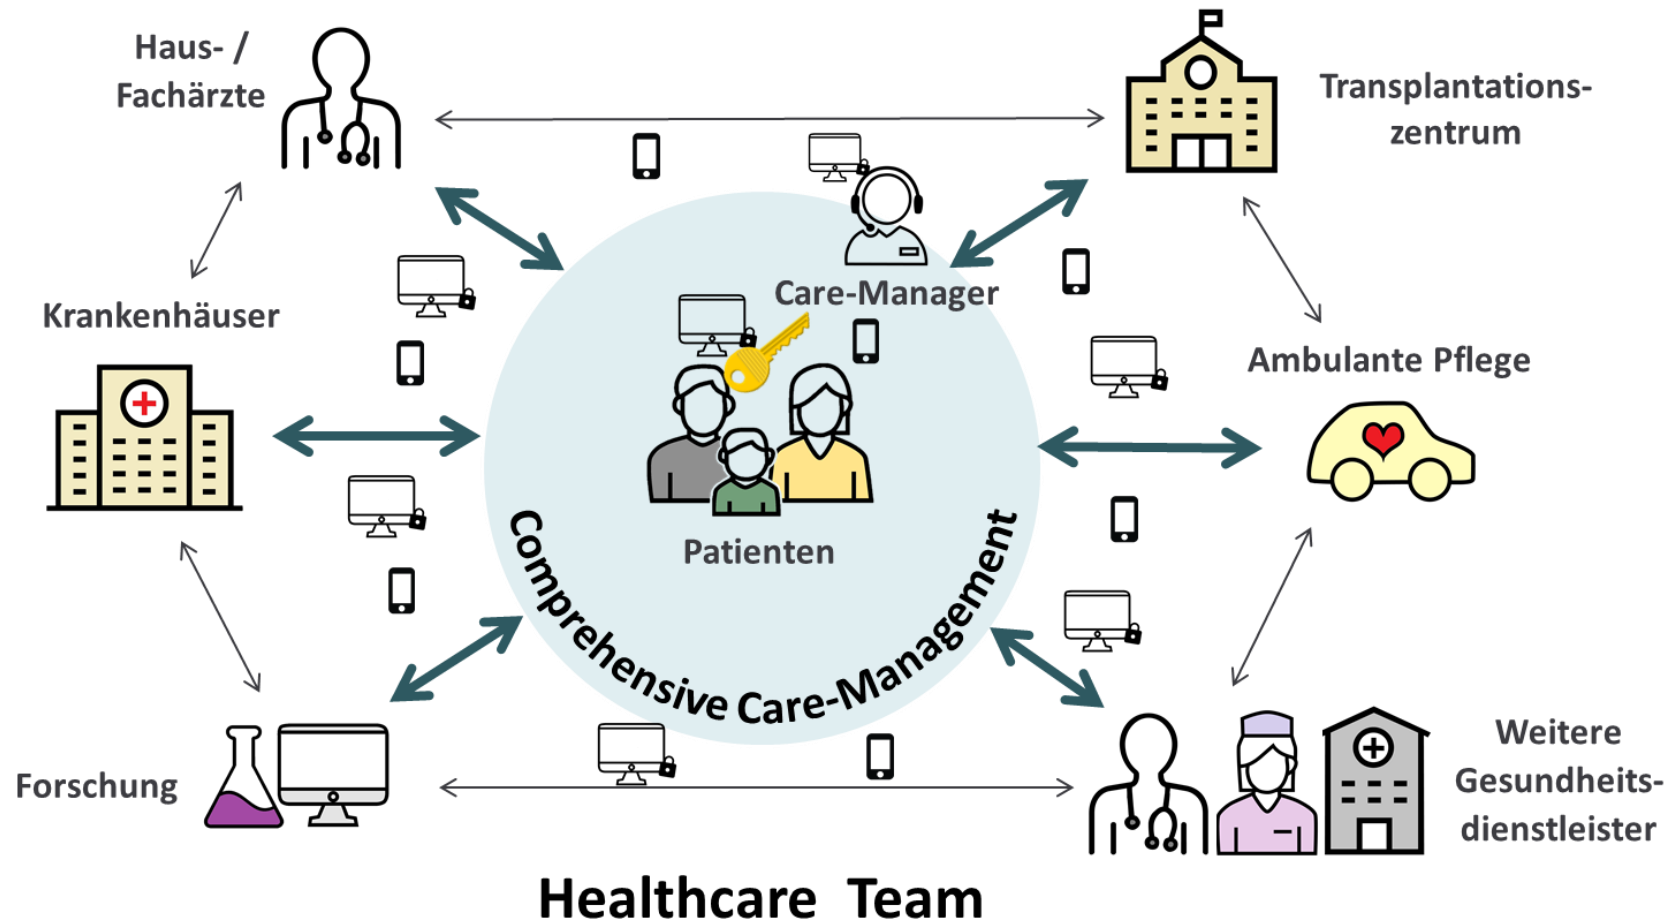 Haus- /
Fachärzte
Transplantations-
zentrum
Care-Manager
Krankenhäuser
Ambulante Pflege
Patienten
Comprehensive Care-Management
Forschung
Weitere
Gesundheits-
dienstleister
Healthcare Team